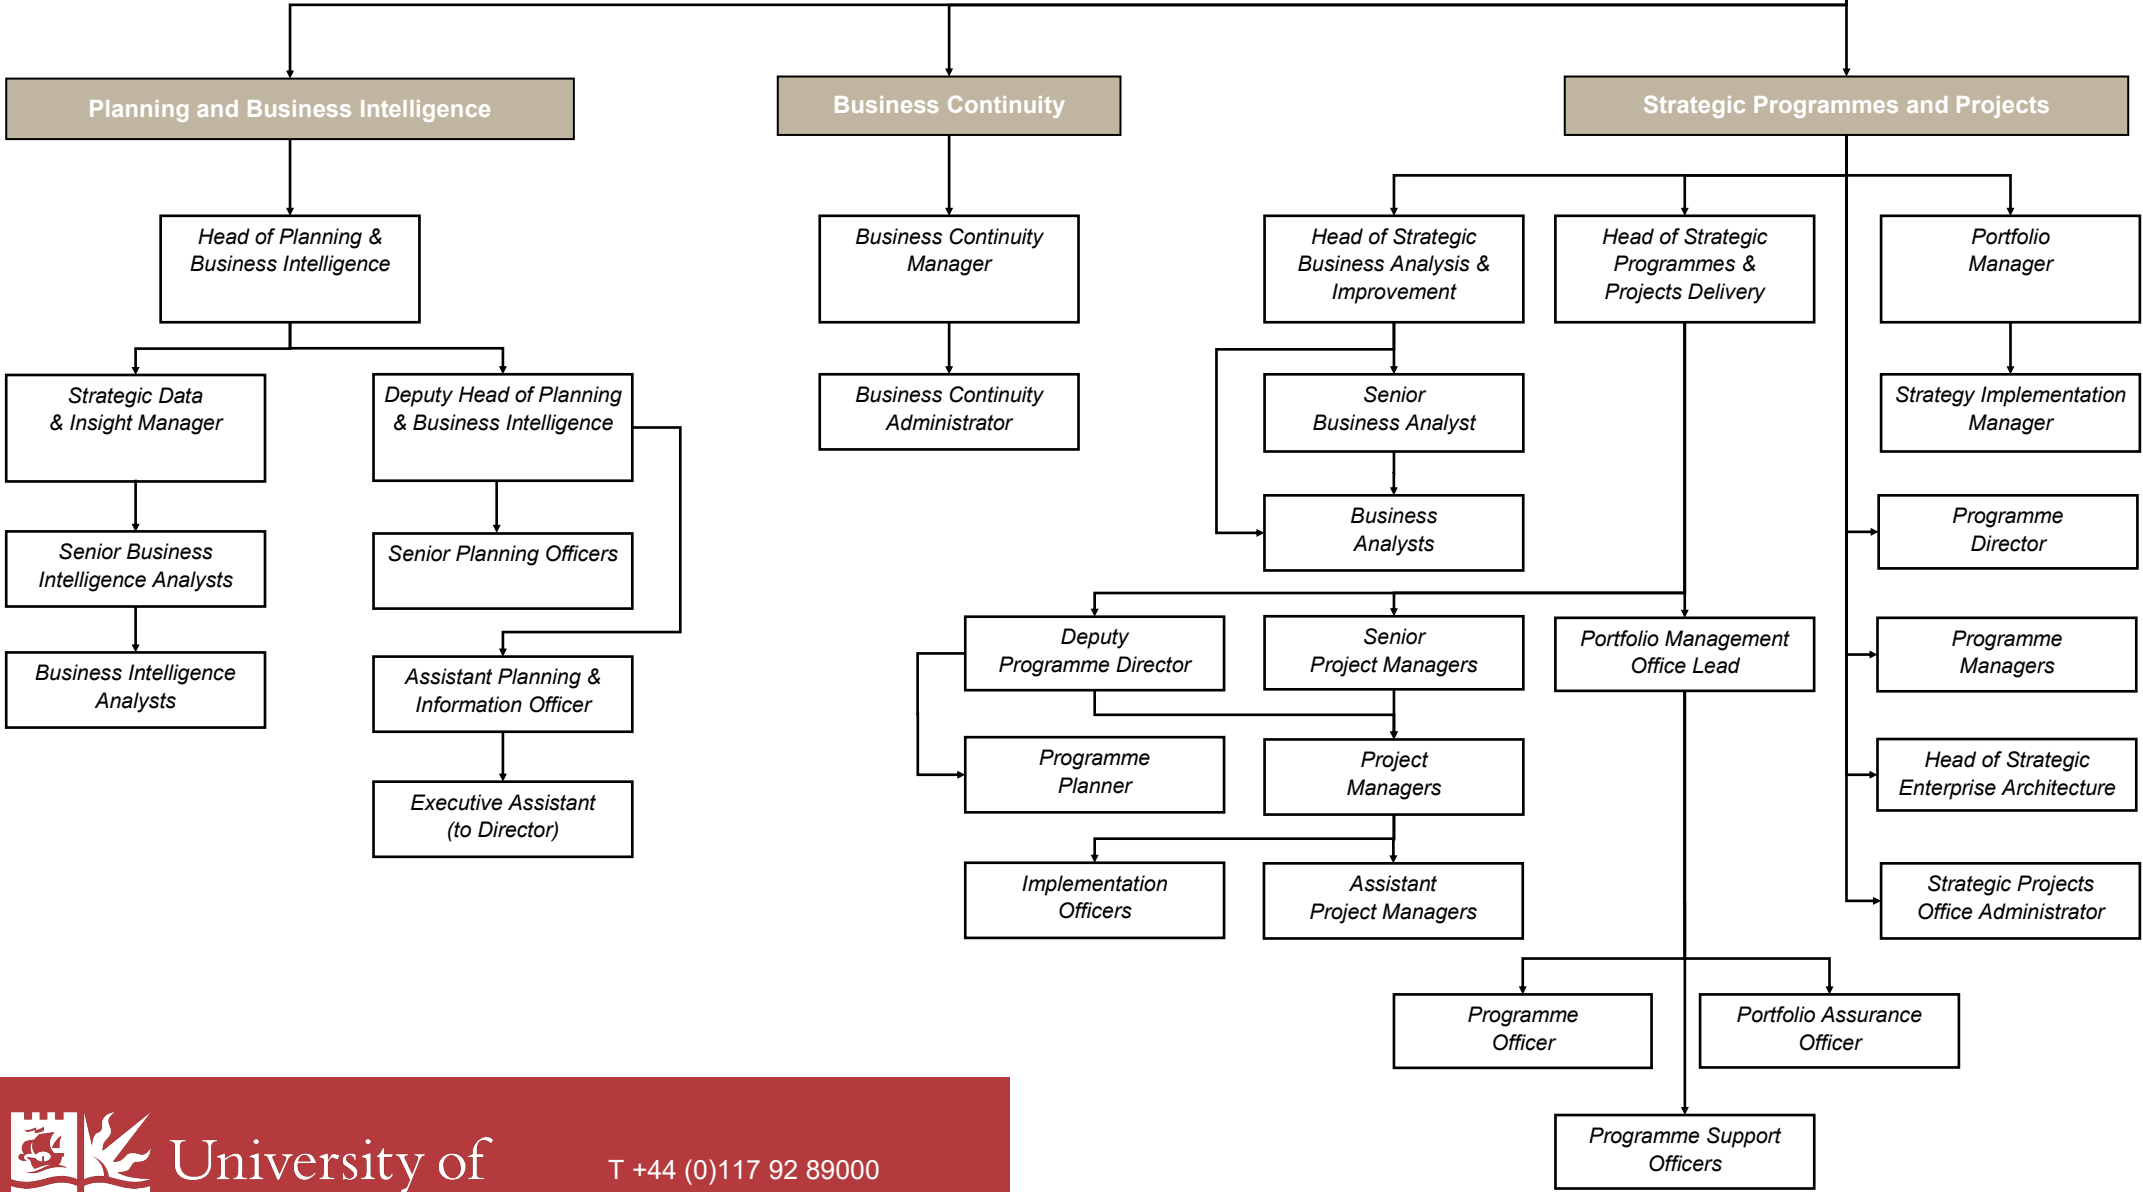 Planning and Business Intelligence
Business Continuity
Strategic Programmes and Projects
Head of Planning &
Business Intelligence
Business Continuity
Manager
Head of Strategic
Business Analysis &
Improvement
Head of Strategic
Programmes &
Projects Delivery
Portfolio
Manager
Strategic Data
& Insight Manager
Deputy Head of Planning
& Business Intelligence
Business Continuity
Administrator
Senior
Business Analyst
Strategy Implementation
Manager
Senior Business
Intelligence Analysts
Senior Planning Officers
Business
Analysts
Programme
Director
Business Intelligence
Analysts
Assistant Planning &
Information Officer
Deputy
Programme Director
Senior
Project Managers
Portfolio Management
Office Lead
Programme
Managers
Executive Assistant
(to Director)
Programme
Planner
Project
Managers
Head of Strategic
Enterprise Architecture
Implementation
Officers
Assistant
Project Managers
Strategic Projects
Office Administrator
Programme
Officer
Portfolio Assurance
Officer
Programme Support
Officers
University of
T +44 (0)117 92 89000